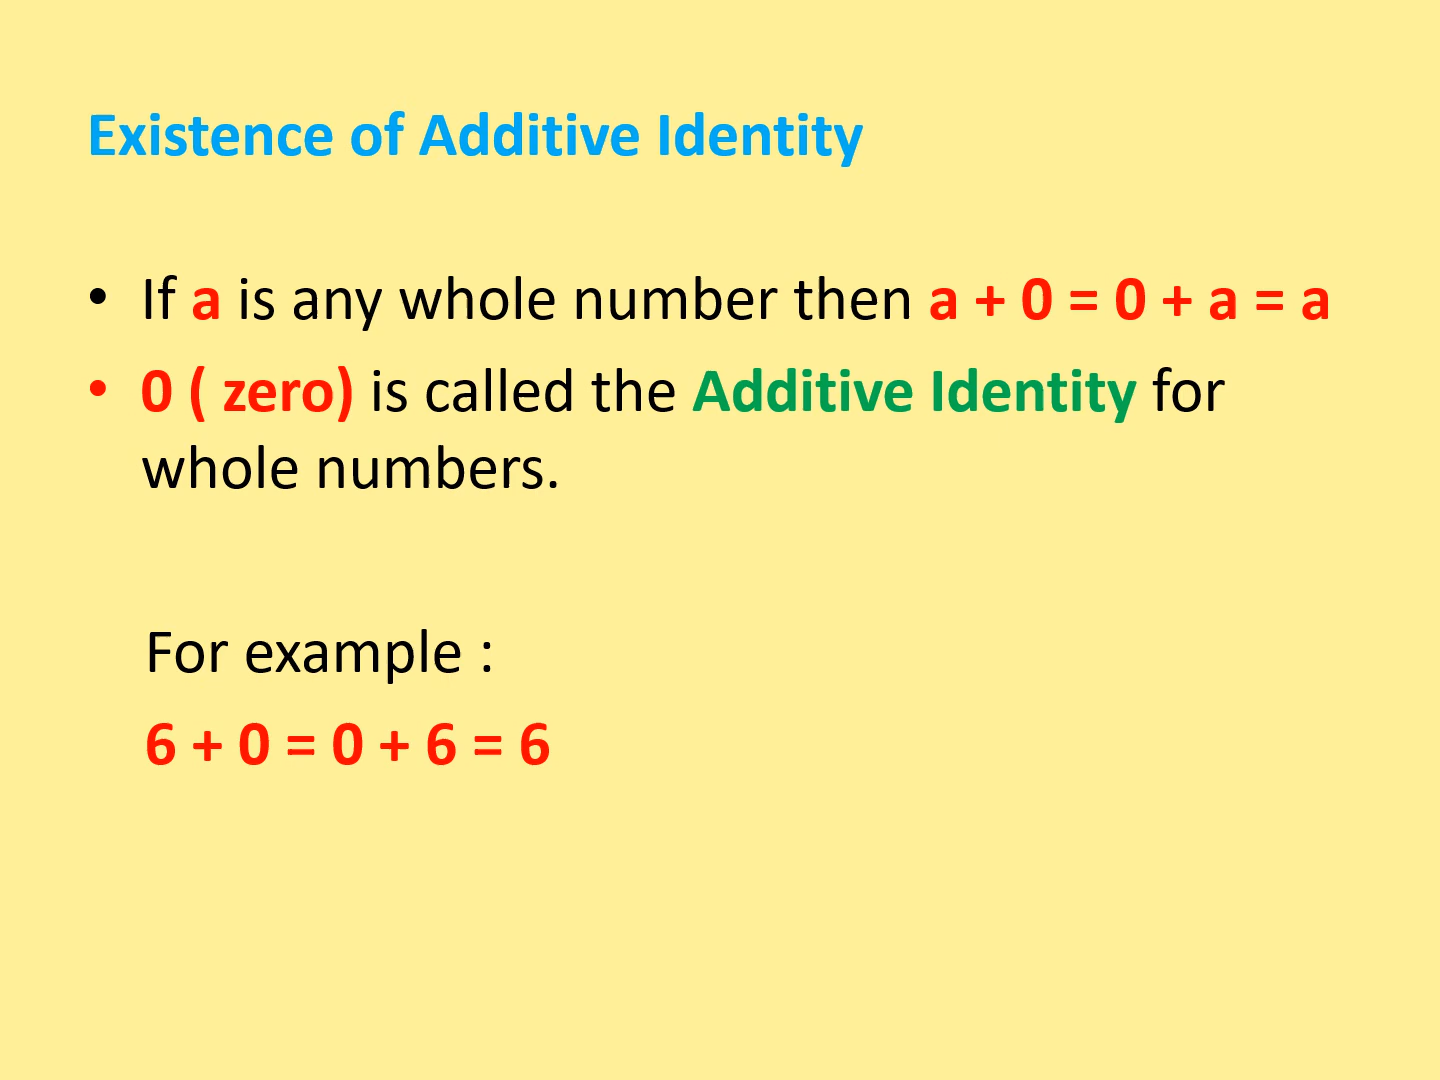 Existence of Additive Identity
• If a is any whole number then a + 0 = 0 + a = a
• 0 ( zero) is called the Additive Identity for
whole numbers.
For example :
6 + 0 = 0 + 6 = 6